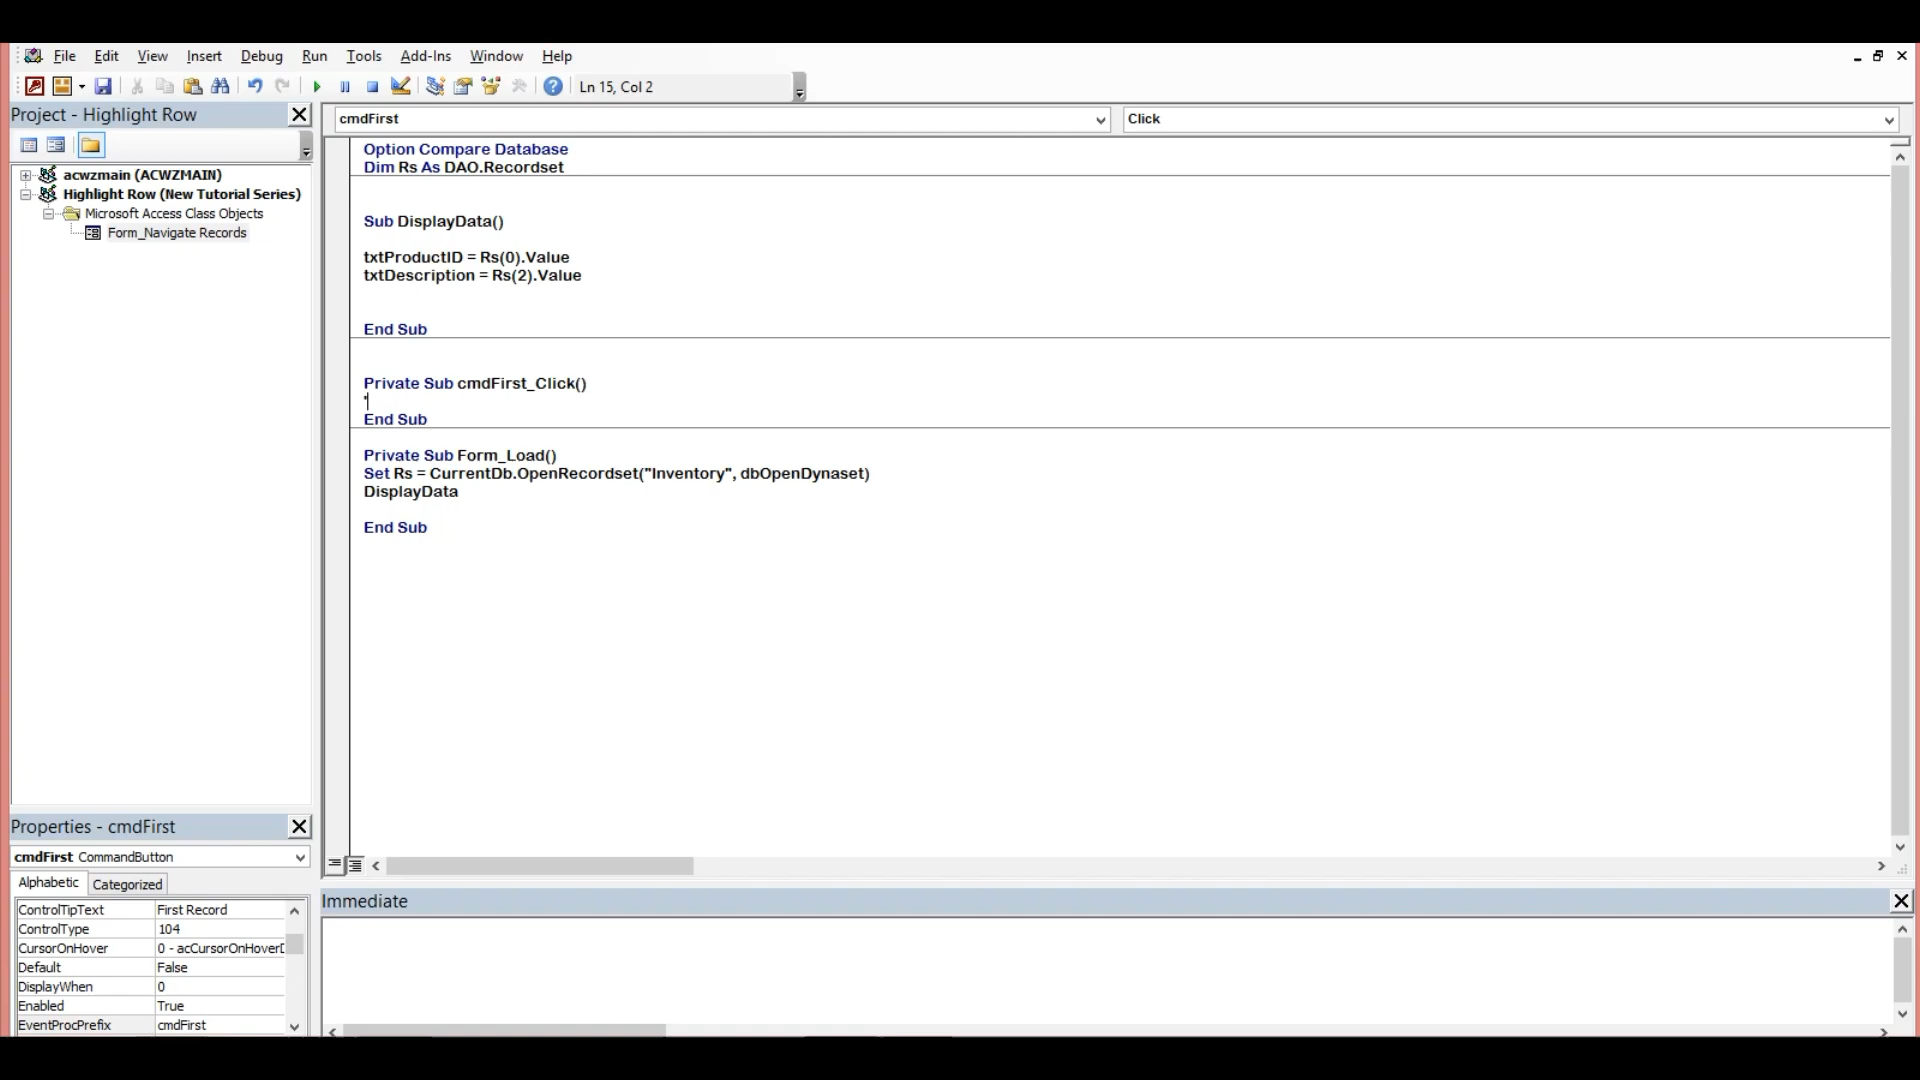 File Edit View Insert Debug Run Tools Add-Ins Window Help
Ln 15, Col 2
Project - Highlight Row
acwzmain (ACWZMAIN)
Highlight Row (New Tutorial Series)
Microsoft Access Class Objects
Form_Navigate Records
cmdFirst
Click
Option Compare Database
Dim Rs As DAO.Recordset
Sub DisplayData()
txtProductID = Rs(0).Value
txtDescription = Rs(2).Value
End Sub
Private Sub cmdFirst_Click()
'
End Sub
Private Sub Form_Load()
Set Rs = CurrentDb.OpenRecordset("Inventory", dbOpenDynaset)
DisplayData
End Sub
Properties - cmdFirst
cmdFirst CommandButton
Alphabetic Categorized
ControlTipText First Record
ControlType 104
CursorOnHover 0 - acCursorOnHoverD
Default False
DisplayWhen 0
Enabled True
EventProcPrefix cmdFirst
Immediate